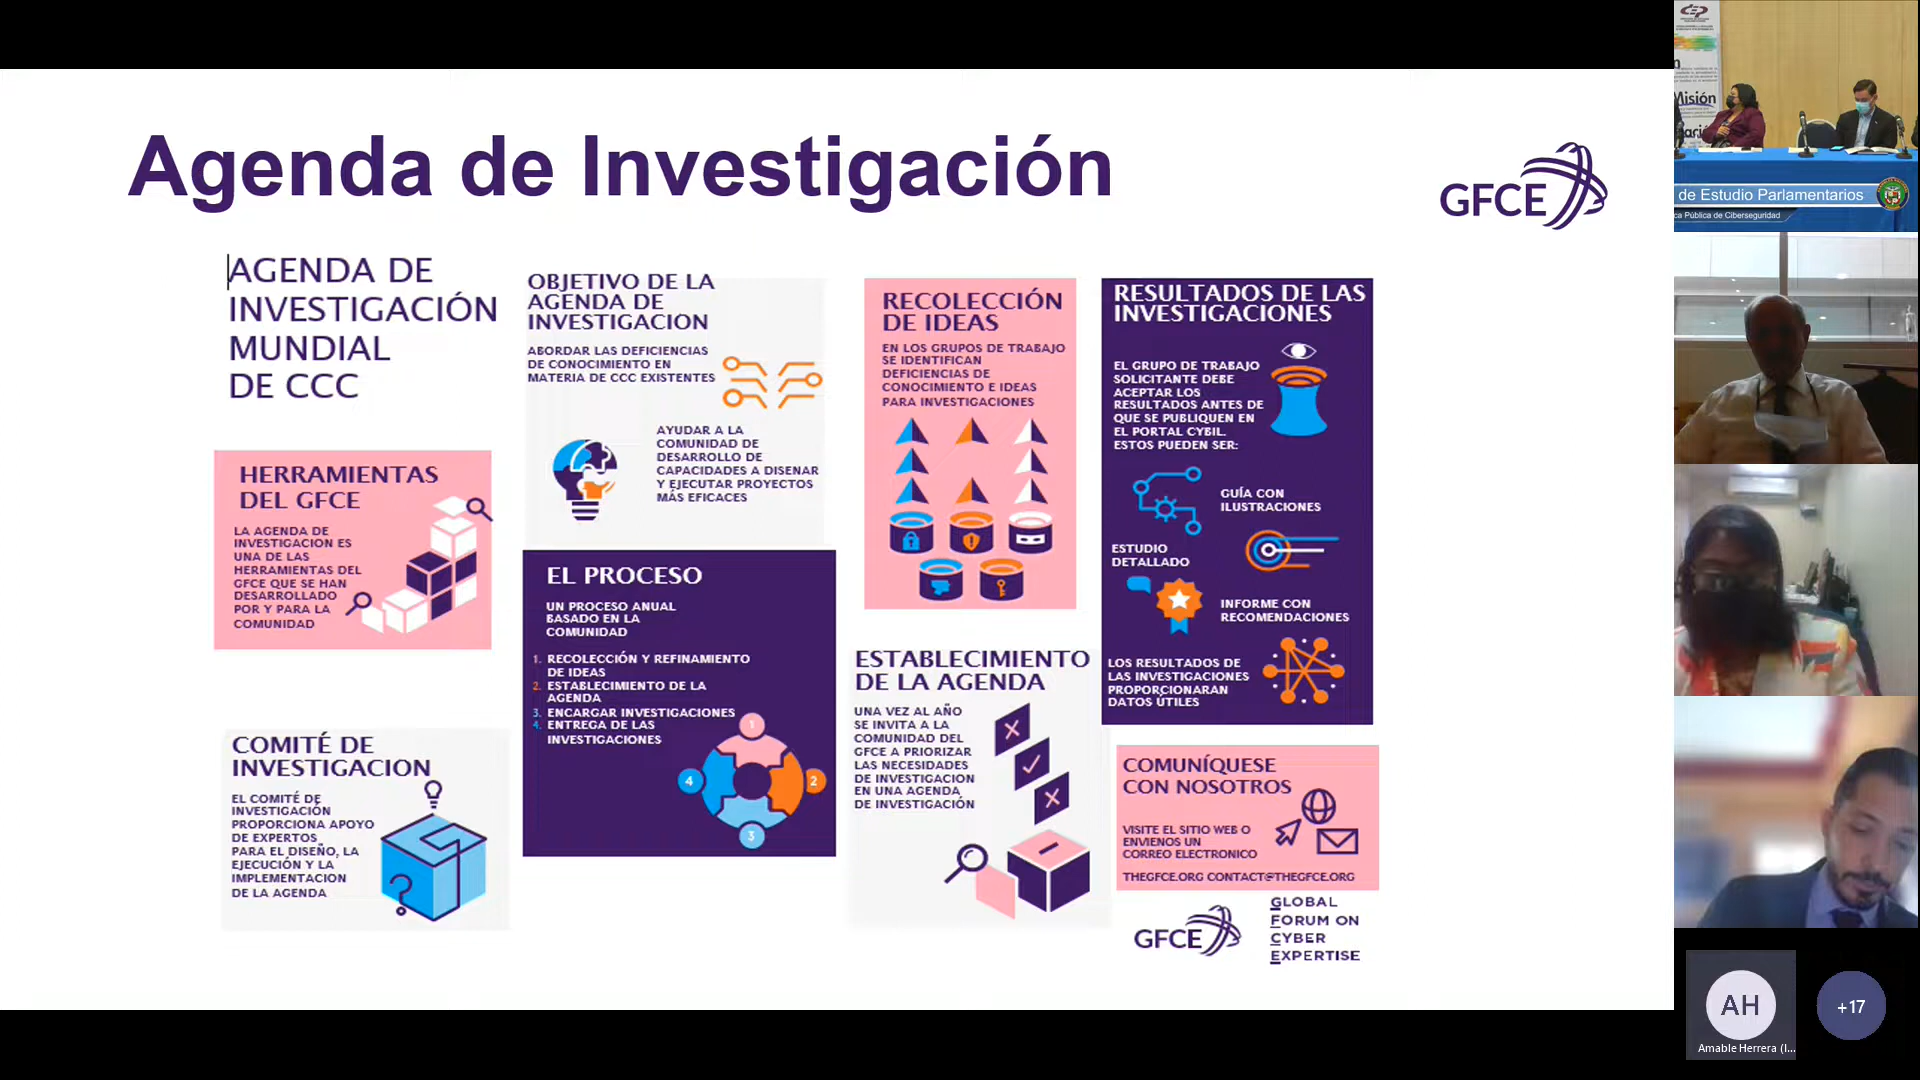 Agenda de Investigación
GFCE
AGENDA DE
INVESTIGACIÓN
MUNDIAL
DE CCC
HERRAMIENTAS
DEL GFCE
LA AGENDA DE
INVESTIGACION ES
UNA DE LAS
HERRAMIENTAS DEL
GFCE QUE SE HAN
DESARROLLADO
POR Y PARA LA
COMUNIDAD
COMITÉ DE
INVESTIGACION
EL COMITÉ DE
INVESTIGACIÓN
PROPORCIONA APOYO
DE EXPERTOS
PARA EL DISEÑO, LA
EJECUCIÓN Y LA
IMPLEMENTACION
DE LA AGENDA
OBJETIVO DE LA
AGENDA DE
INVESTIGACION
ABORDAR LAS DEFICIENCIAS
DE CONOCIMIENTO EN
MATERIA DE CCC EXISTENTES
AYUDAR A LA
COMUNIDAD DE
DESARROLLO DE
CAPACIDADES A DISENAR
Y EJECUTAR PROYECTOS
MÁS EFICACES
EL PROCESO
UN PROCESO ANUAL
BASADO EN LA
COMUNIDAD
1. RECOLECCIÓN Y REFINAMIENTO
DE IDEAS
2. ESTABLECIMIENTO DE LA
AGENDA
3. ENCARGAR INVESTIGACIONES
4. ENTREGA DE LAS
INVESTIGACIONES
1
2
3
4
RECOLECCIÓN
DE IDEAS
EN LOS GRUPOS DE TRABAJO
SE IDENTIFICAN
DEFICIENCIAS DE
CONOCIMIENTO E IDEAS
PARA INVESTIGACIONES
ESTABLECIMIENTO
DE LA AGENDA
UNA VEZ AL AÑO
SE INVITA A LA
COMUNIDAD DEL
GFCE A PRIORIZAR
LAS NECESIDADES
DE INVESTIGACION
EN UNA AGENDA
DE INVESTIGACIÓN
RESULTADOS DE LAS
INVESTIGACIONES
EL GRUPO DE TRABAJO
SOLICITANTE DEBE
ACEPTAR LOS
RESULTADOS ANTES DE
QUE SE PUBLIQUEN EN
EL PORTAL CYBIL.
ESTOS PUEDEN SER:
GUÍA CON
ILUSTRACIONES
ESTUDIO
DETALLADO
INFORME CON
RECOMENDACIONES
LOS RESULTADOS DE
LAS INVESTIGACIONES
PROPORCIONARAN
DATOS ÚTILES
COMUNÍQUESE
CON NOSOTROS
VISITE EL SITIO WEB O
ENVIENOS UN
CORREO ELECTRONICO
THEGFCE.ORG CONTACT@THEGFCE.ORG
GFCE
GLOBAL
FORUM ON
CYBER
EXPERTISE
Misión
de Estudio Parlamentarios
ca Pública de Ciberseguridad
AH
+17
Amable Herrera (I...